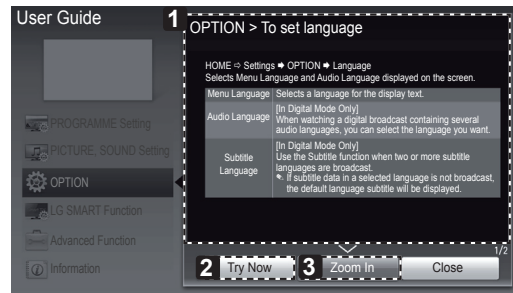 User Guide
1
OPTION > To set language
HOME ⇨ Settings ➡ OPTION ➡ Language
Selects Menu Language and Audio Language displayed on the screen.
Menu Language Selects a language for the display text.
Audio Language
[In Digital Mode Only]
When watching a digital broadcast containing several
audio languages, you can select the language you want.
Subtitle
Language
[In Digital Mode Only]
Use the Subtitle function when two or more subtitle
languages are broadcast.
If subtitle data in a selected language is not broadcast,
the default language subtitle will be displayed.
PROGRAMME Setting
PICTURE, SOUND Setting
OPTION
LG SMART Function
Advanced Function
Information
1/2
2 Try Now
3 Zoom In
Close